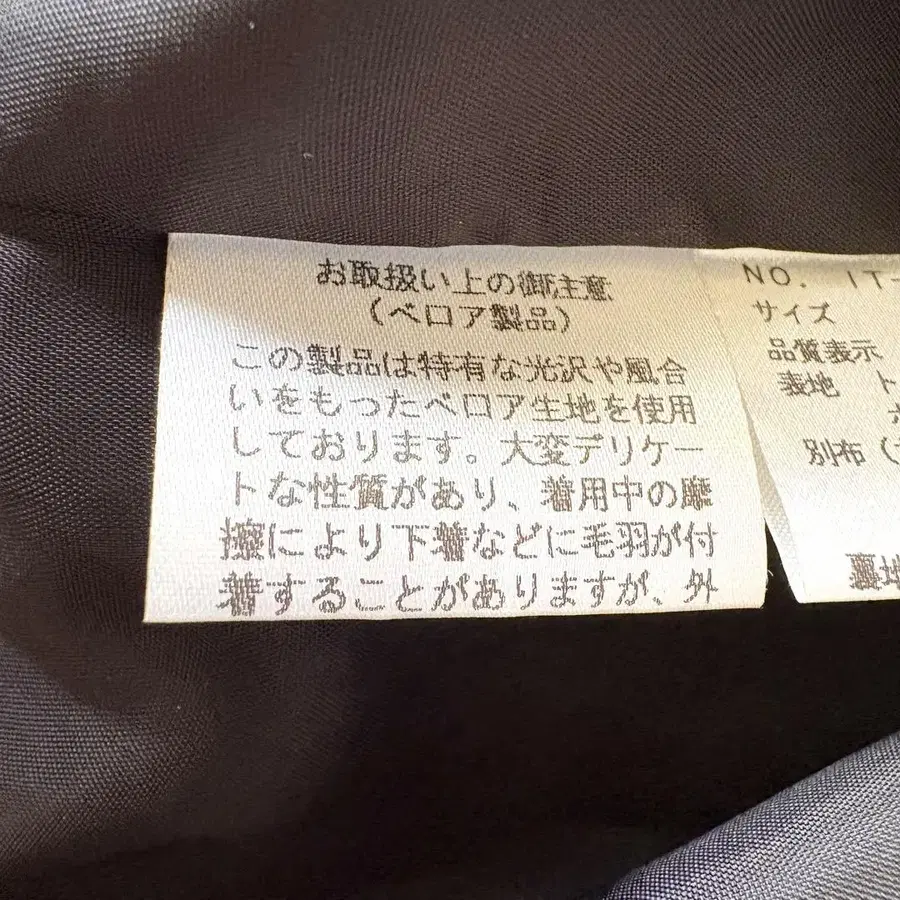 お取扱い上の御注意
(ベロア製品)
この製品は特有な光沢や風合
いをもったベロア生地を使用
しております。大変デリケー
トな性質があり、着用中の摩
擦により下着などに毛羽が付
着することがありますが、外
NO. IT-
サイズ
品質表示
表地 ト
別布(
裏地